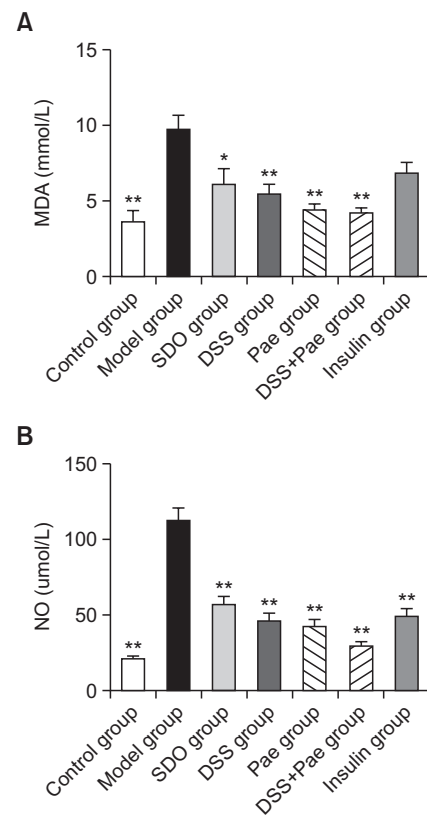 A
15
10
5
0
MDA (mmol/L)
**
*
**
**
**
Control group
Model group
SDO group
DSS group
Pae group
DSS+Pae group
Insulin group
B
150
100
50
0
NO (umol/L)
**
**
**
**
**
**
Control group
Model group
SDO group
DSS group
Pae group
DSS+Pae group
Insulin group